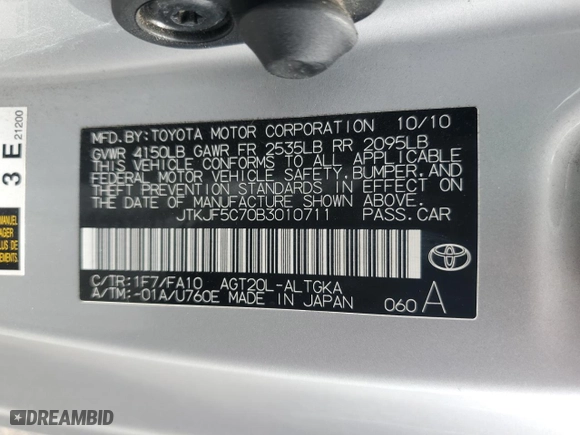 MFD.BY:TOYOTA MOTOR CORPORATION 10/10
GVWR 4150LB GAWR FR 2535LB RR 2095LB
THIS VEHICLE CONFORMS TO ALL APPLICABLE
FEDERAL MOTOR VEHICLE SAFETY,BUMPER,AND
THEFT PREVENTION STANDARDS IN EFFECT ON
THE DATE OF MANUFACTURE SHOWN ABOVE.
JTKJF5C70B3010711 PASS.CAR
C/TR:1F7/FA10 AGT20L-ALTGKA
A/TM:-01A/U760E MADE IN JAPAN 060 A
3 E
21200
DREAMBID